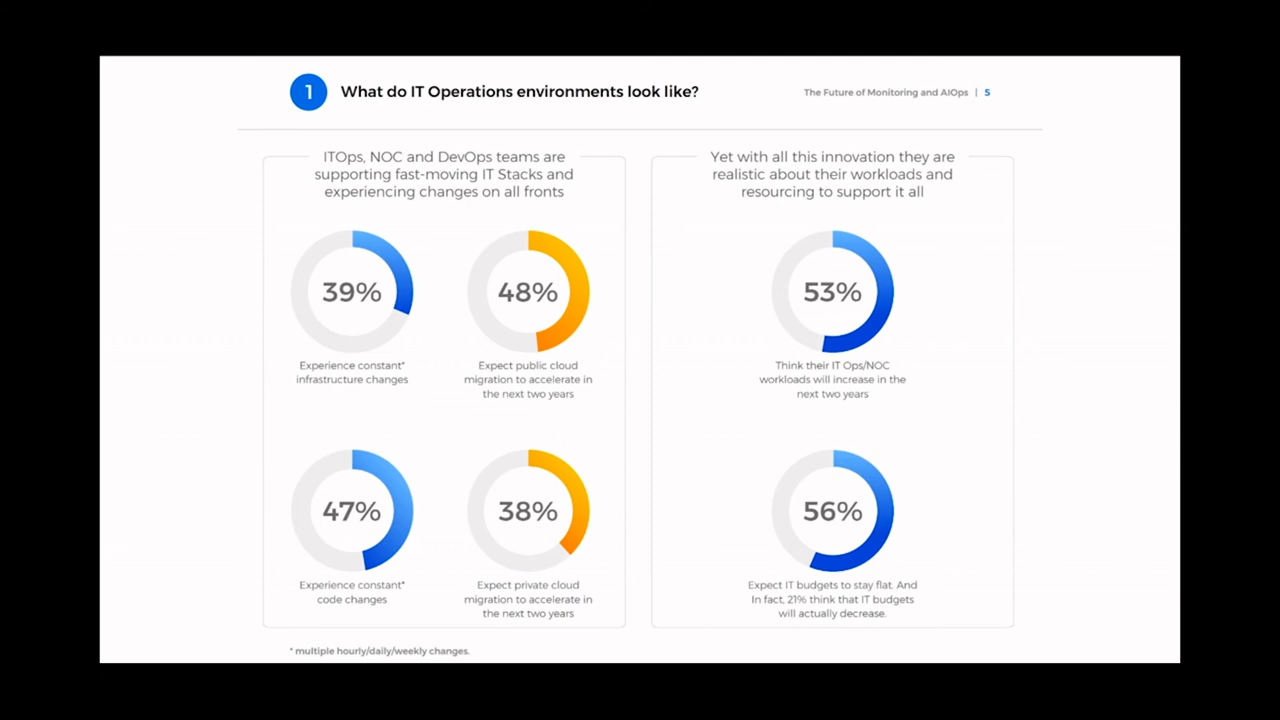 1 What do IT Operations environments look like?
The Future of Monitoring and AIOps | 5
ITOps, NOC and DevOps teams are
supporting fast-moving IT Stacks and
experiencing changes on all fronts
39%
Experience constant*
infrastructure changes
48%
Expect public cloud
migration to accelerate in
the next two years
47%
Experience constant*
code changes
38%
Expect private cloud
migration to accelerate in
the next two years
Yet with all this innovation they are
realistic about their workloads and
resourcing to support it all
53%
Think their IT Ops/NOC
workloads will increase in the
next two years
56%
Expect IT budgets to stay flat. And
In fact, 21% think that IT budgets
will actually decrease.
* multiple hourly/daily/weekly changes.